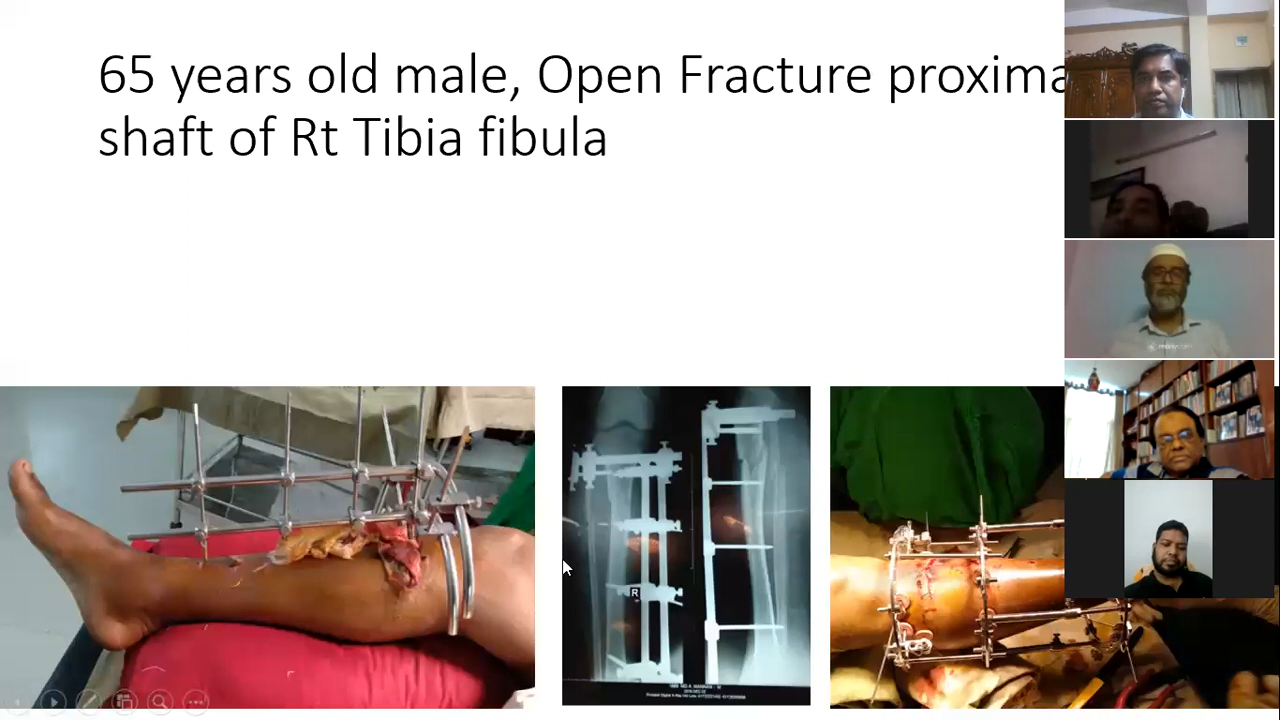 65 years old male, Open Fracture proxima
shaft of Rt Tibia fibula
R